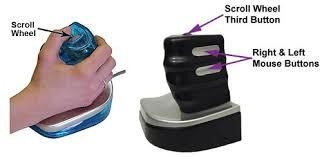 Scroll
Wheel
Scroll Wheel
Third Button
Right & Left
Mouse Buttons